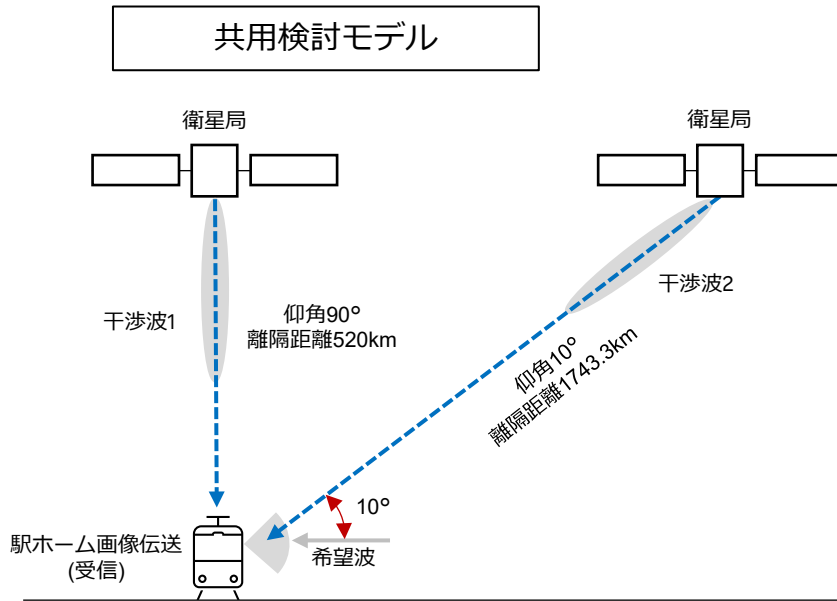 共用検討モデル
衛星局
衛星局
干渉波1
仰角90°
離隔距離520km
干渉波2
仰角10°
離隔距離1743.3km
10°
希望波
駅ホーム画像伝送
(受信)